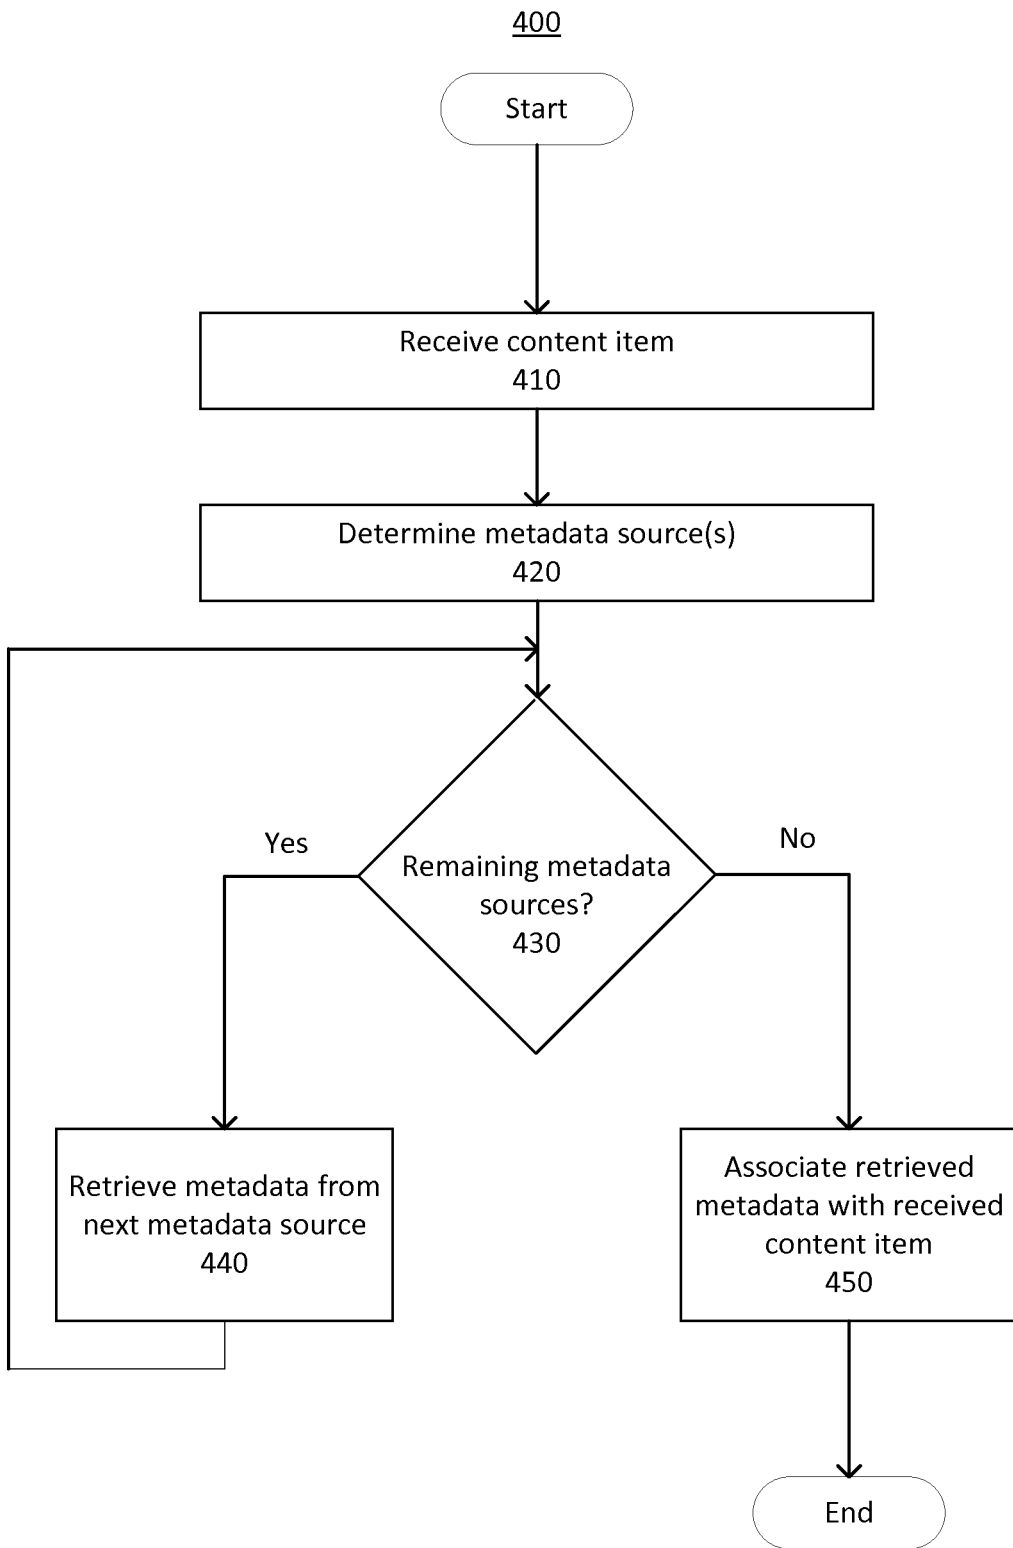 400
Start
Receive content item
410
Determine metadata source(s)
420
Yes
No
Remaining metadata
sources?
430
Retrieve metadata from
next metadata source
440
Associate retrieved
metadata with received
content item
450
End